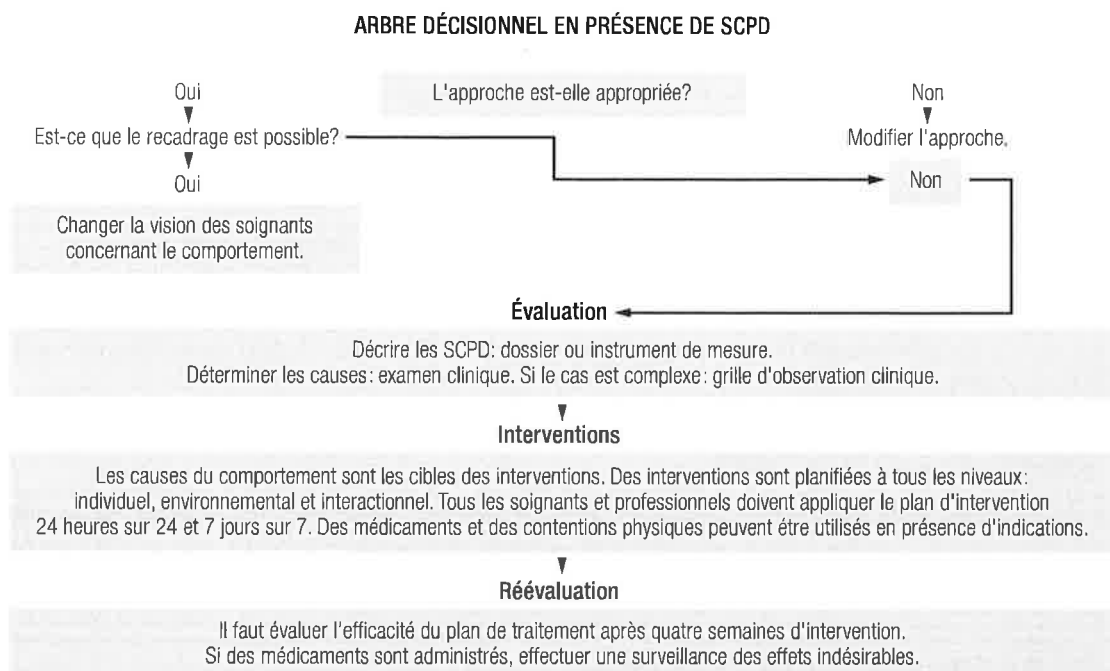 ARBRE DÉCISIONNEL EN PRÉSENCE DE SCPD
L'approche est-elle appropriée?
Oui
Est-ce que le recadrage est possible?
Oui
Changer la vision des soignants
concernant le comportement.
Non
Modifier l'approche.
Non
Évaluation
Décrire les SCPD: dossier ou instrument de mesure.
Déterminer les causes: examen clinique. Si le cas est complexe: grille d'observation clinique.
Interventions
Les causes du comportement sont les cibles des interventions. Des interventions sont planifiées à tous les niveaux:
individuel, environnemental et interactionnel. Tous les soignants et professionnels doivent appliquer le plan d'intervention
24 heures sur 24 et 7 jours sur 7. Des médicaments et des contentions physiques peuvent être utilisés en présence d'indications.
Réévaluation
Il faut évaluer l'efficacité du plan de traitement après quatre semaines d'intervention.
Si des médicaments sont administrés, effectuer une surveillance des effets indésirables.